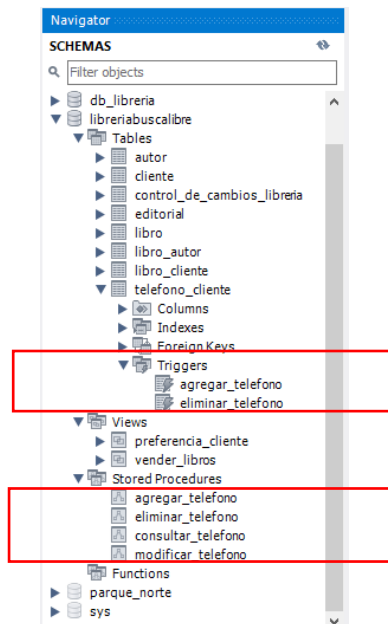 Navigator
SCHEMAS
Filter objects
db_libreria
libreriabuscalibre
Tables
autor
cliente
control_de_cambios_libreria
editorial
libro
libro_autor
libro_cliente
telefono_cliente
Columns
Indexes
Foreign Keys
Triggers
agregar_telefono
eliminar_telefono
Views
preferencia_cliente
vender_libros
Stored Procedures
agregar_telefono
eliminar_telefono
consultar_telefono
modificar_telefono
Functions
parque_norte
sys